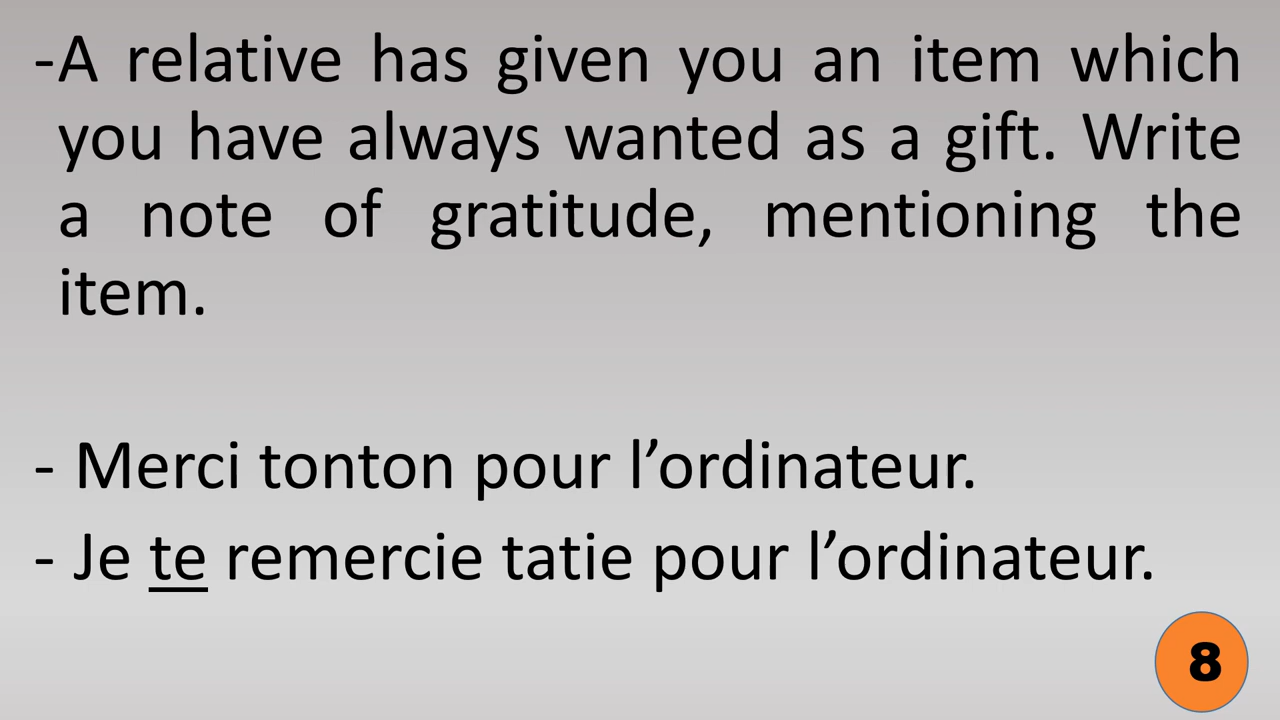 -A relative has given you an item which
you have always wanted as a gift. Write
a note of gratitude, mentioning the
item.
- Merci tonton pour l’ordinateur.
- Je te remercie tatie pour l’ordinateur.
8